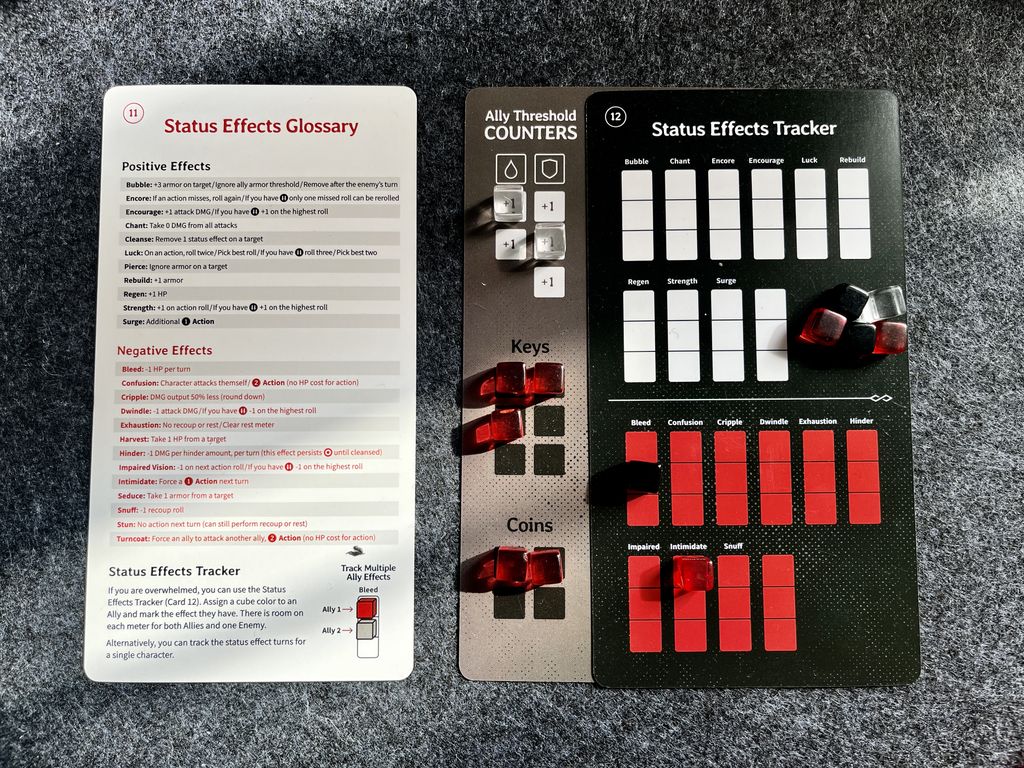 11
Status Effects Glossary
Positive Effects
Bubble: +3 armor on target/Ignore ally armor threshold/Remove after the enemy's turn
Encore: If an action misses, roll again/If you have only one missed roll can be rerolled
Encourage: +1 attack DMG/If you have +1 on the highest roll
Chant: Take 0 DMG from all attacks
Cleanse: Remove 1 status effect on a target
Luck: On an action, roll twice/Pick best roll/If you have roll three/Pick best two
Pierce: Ignore armor on a target
Rebuild: +1 armor
Regen: +1 HP
Strength: +1 on action roll/If you have +1 on the highest roll
Surge: Additional 1 Action
Negative Effects
Bleed: -1 HP per turn
Confusion: Character attacks themself/ 2 Action (no HP cost for action)
Cripple: DMG output 50% less (round down)
Dwindle: -1 attack DMG/If you have -1 on the highest roll
Exhaustion: No recoup or rest/Clear rest meter
Harvest: Take 1 HP from a target
Hinder: -1 DMG per hinder amount, per turn (this effect persists until cleansed)
Impaired Vision: -1 on next action roll/If you have -1 on the highest roll
Intimidate: Force a 1 Action next turn
Seduce: Take 1 armor from a target
Snuff: -1 recoup roll
Stun: No action next turn (can still perform recoup or rest)
Turncoat: Force an ally to attack another ally, 2 Action (no HP cost for action)
Status Effects Tracker
If you are overwhelmed, you can use the Status
Effects Tracker (Card 12). Assign a cube color to an
Ally and mark the effect they have. There is room on
each meter for both Allies and one Enemy.
Alternatively, you can track the status effect turns for
a single character.
Track Multiple
Ally Effects
Bleed
Ally 1
Ally 2
Ally Threshold
COUNTERS
+1 +1
+1 +1
+1
Keys
Coins
12
Status Effects Tracker
Bubble Chant Encore Encourage Luck Rebuild
Regen Strength Surge
Bleed Confusion Cripple Dwindle Exhaustion Hinder
Impaired Intimidate Snuff